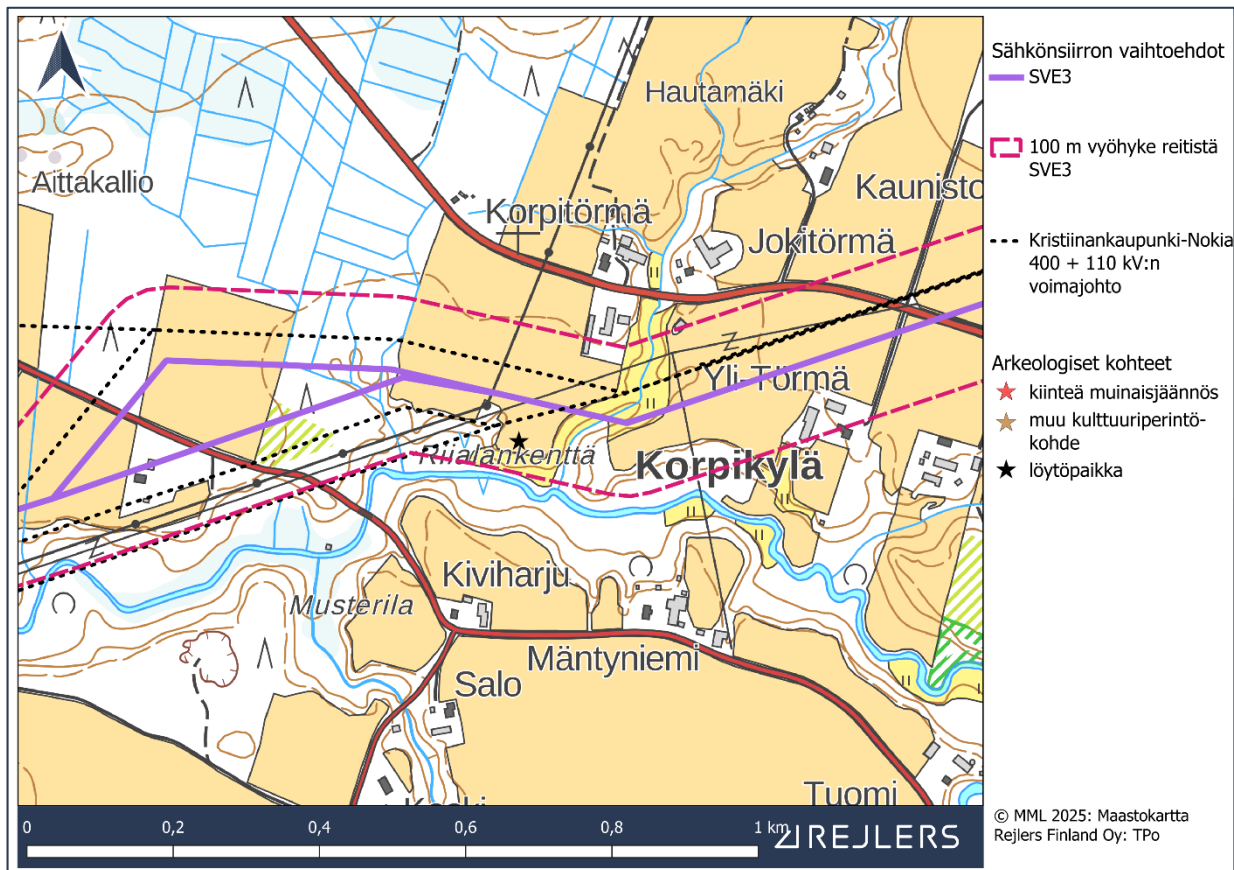 Hautamäki
Aittakallio
Kaunisto
Korpitörmä
Jokitörmä
Yli-Törmä
Riialankenttä
Korpikylä
Kiviharju
Musterila
Mäntyniemi
Salo
Tuomi
0
0,2
0,4
0,6
0,8
1 km
REJLERS
Sähkönsiirron vaihtoehdot
SVE3
100 m vyöhyke reitistä
SVE3
Kristiinankaupunki-Nokia
400 + 110 kV:n
voimajohto
Arkeologiset kohteet
kiinteä muinaisjäännös
muu kulttuuriperintö-
kohde
löytöpaikka
© MML 2025: Maastokartta
Rejlers Finland Oy: TPo